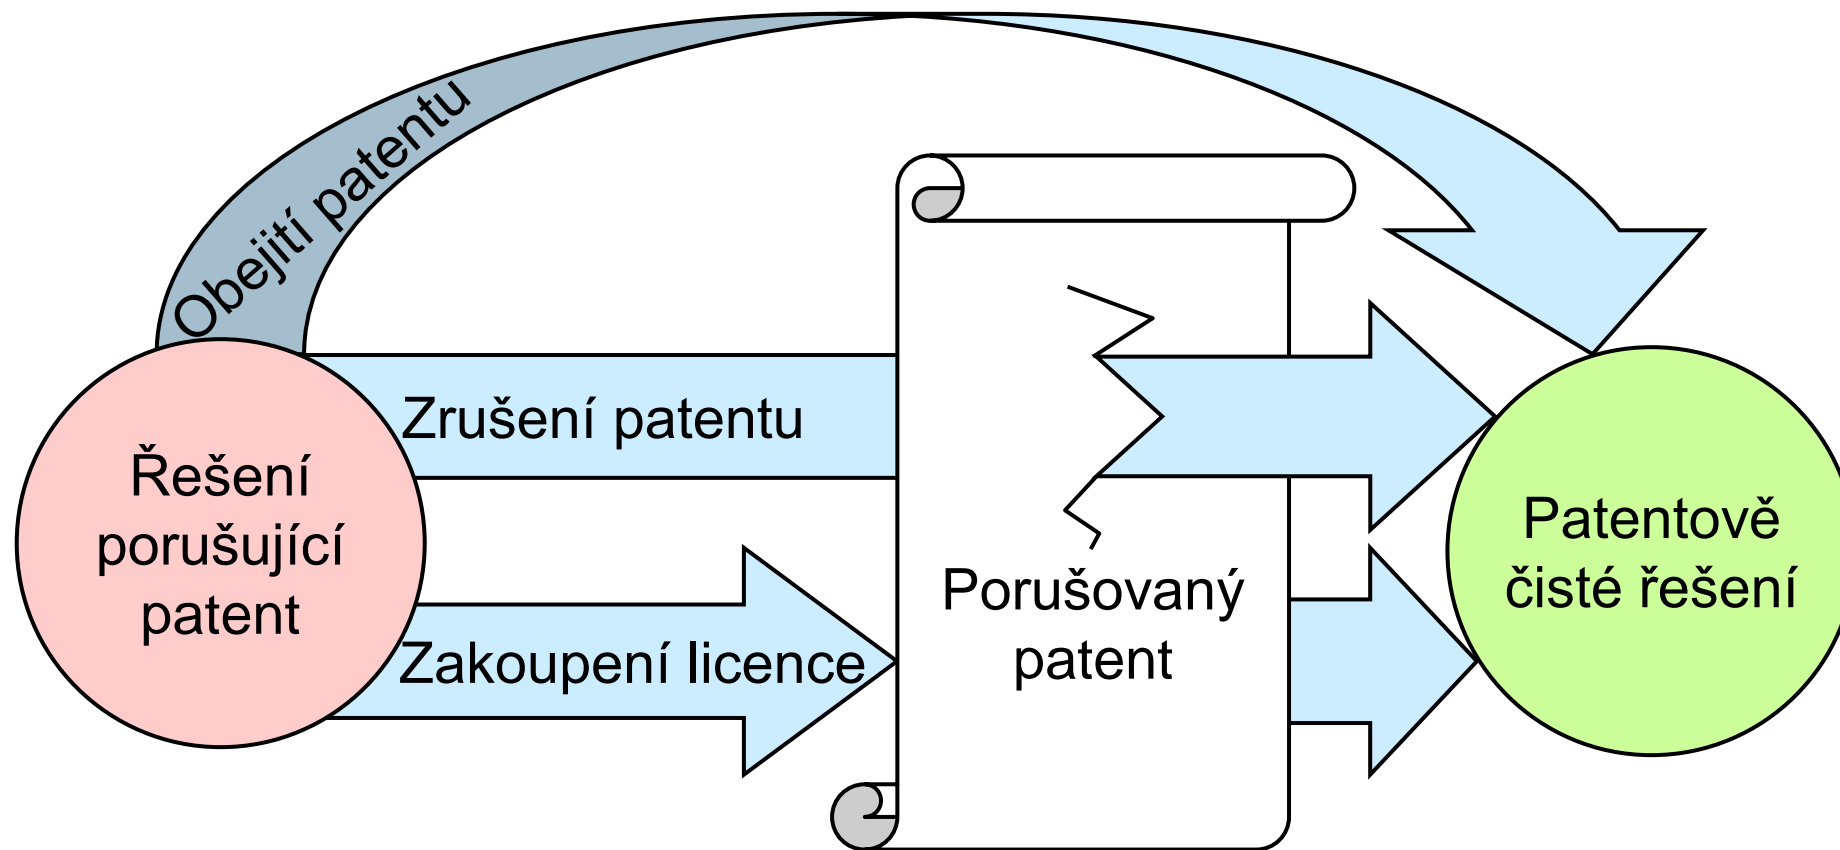 Obejití patentu
Zrušení patentu
Řešení
porušující
patent
Zakoupení licence
Porušovaný
patent
Patentově
čisté řešení